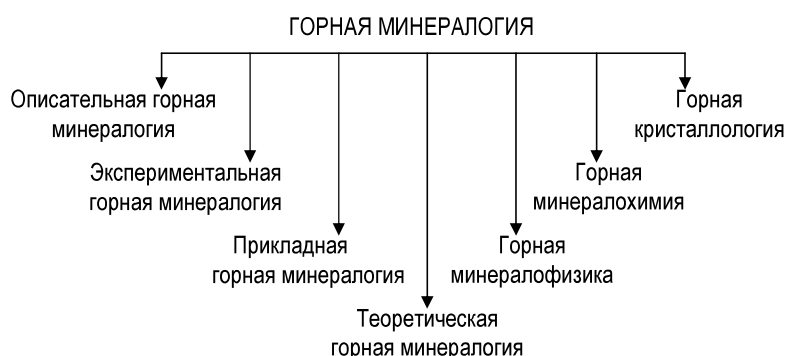 ГОРНАЯ МИНЕРАЛОГИЯ
Описательная горная
минералогия
Горная
кристаллология
Экспериментальная
горная минералогия
Горная
минералохимия
Прикладная
горная минералогия
Горная
минералофизика
Теоретическая
горная минералогия